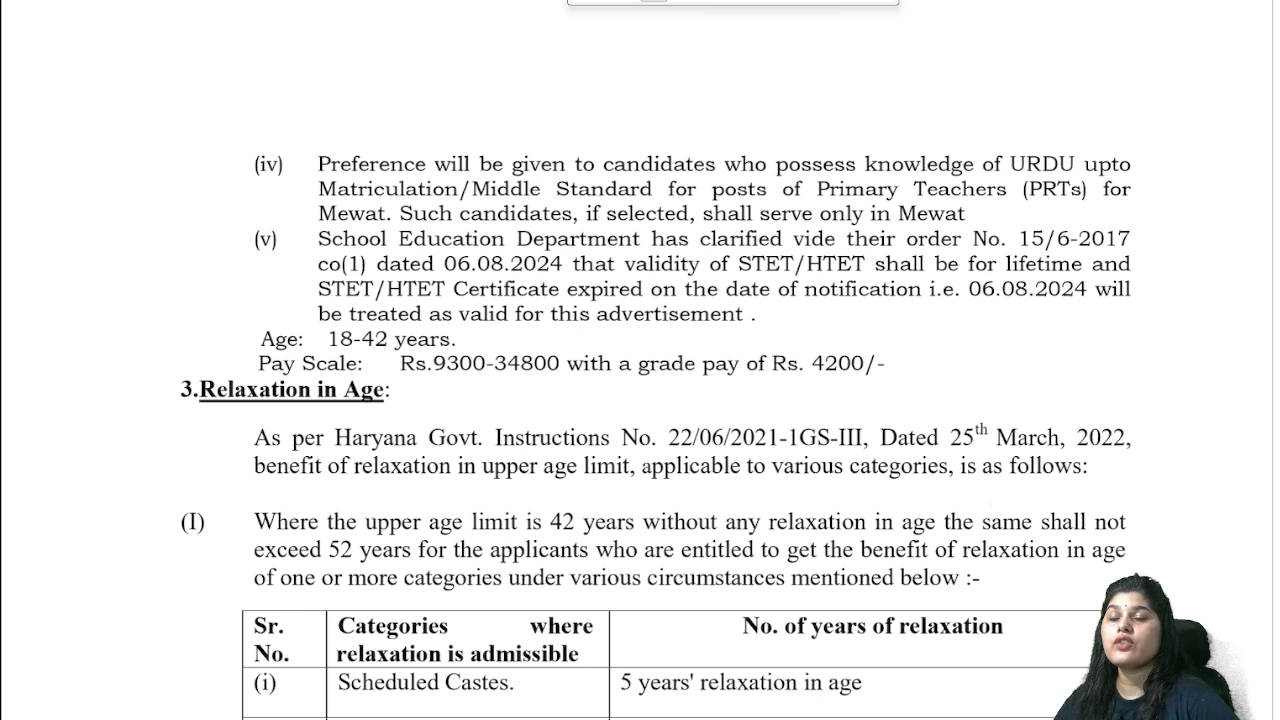 (iv) Preference will be given to candidates who possess knowledge of URDU upto
Matriculation/Middle Standard for posts of Primary Teachers (PRTs) for
Mewat. Such candidates, if selected, shall serve only in Mewat
(v) School Education Department has clarified vide their order No. 15/6-2017
co(1) dated 06.08.2024 that validity of STET/HTET shall be for lifetime and
STET/HTET Certificate expired on the date of notification i.e. 06.08.2024 will
be treated as valid for this advertisement .
Age: 18-42 years.
Pay Scale: Rs.9300-34800 with a grade pay of Rs. 4200/-
3.Relaxation in Age:
As per Haryana Govt. Instructions No. 22/06/2021-1GS-III, Dated 25th March, 2022,
benefit of relaxation in upper age limit, applicable to various categories, is as follows:
(I) Where the upper age limit is 42 years without any relaxation in age the same shall not
exceed 52 years for the applicants who are entitled to get the benefit of relaxation in age
of one or more categories under various circumstances mentioned below :-
Sr. No.
Categories where relaxation is admissible
No. of years of relaxation
(i) Scheduled Castes. 5 years' relaxation in age